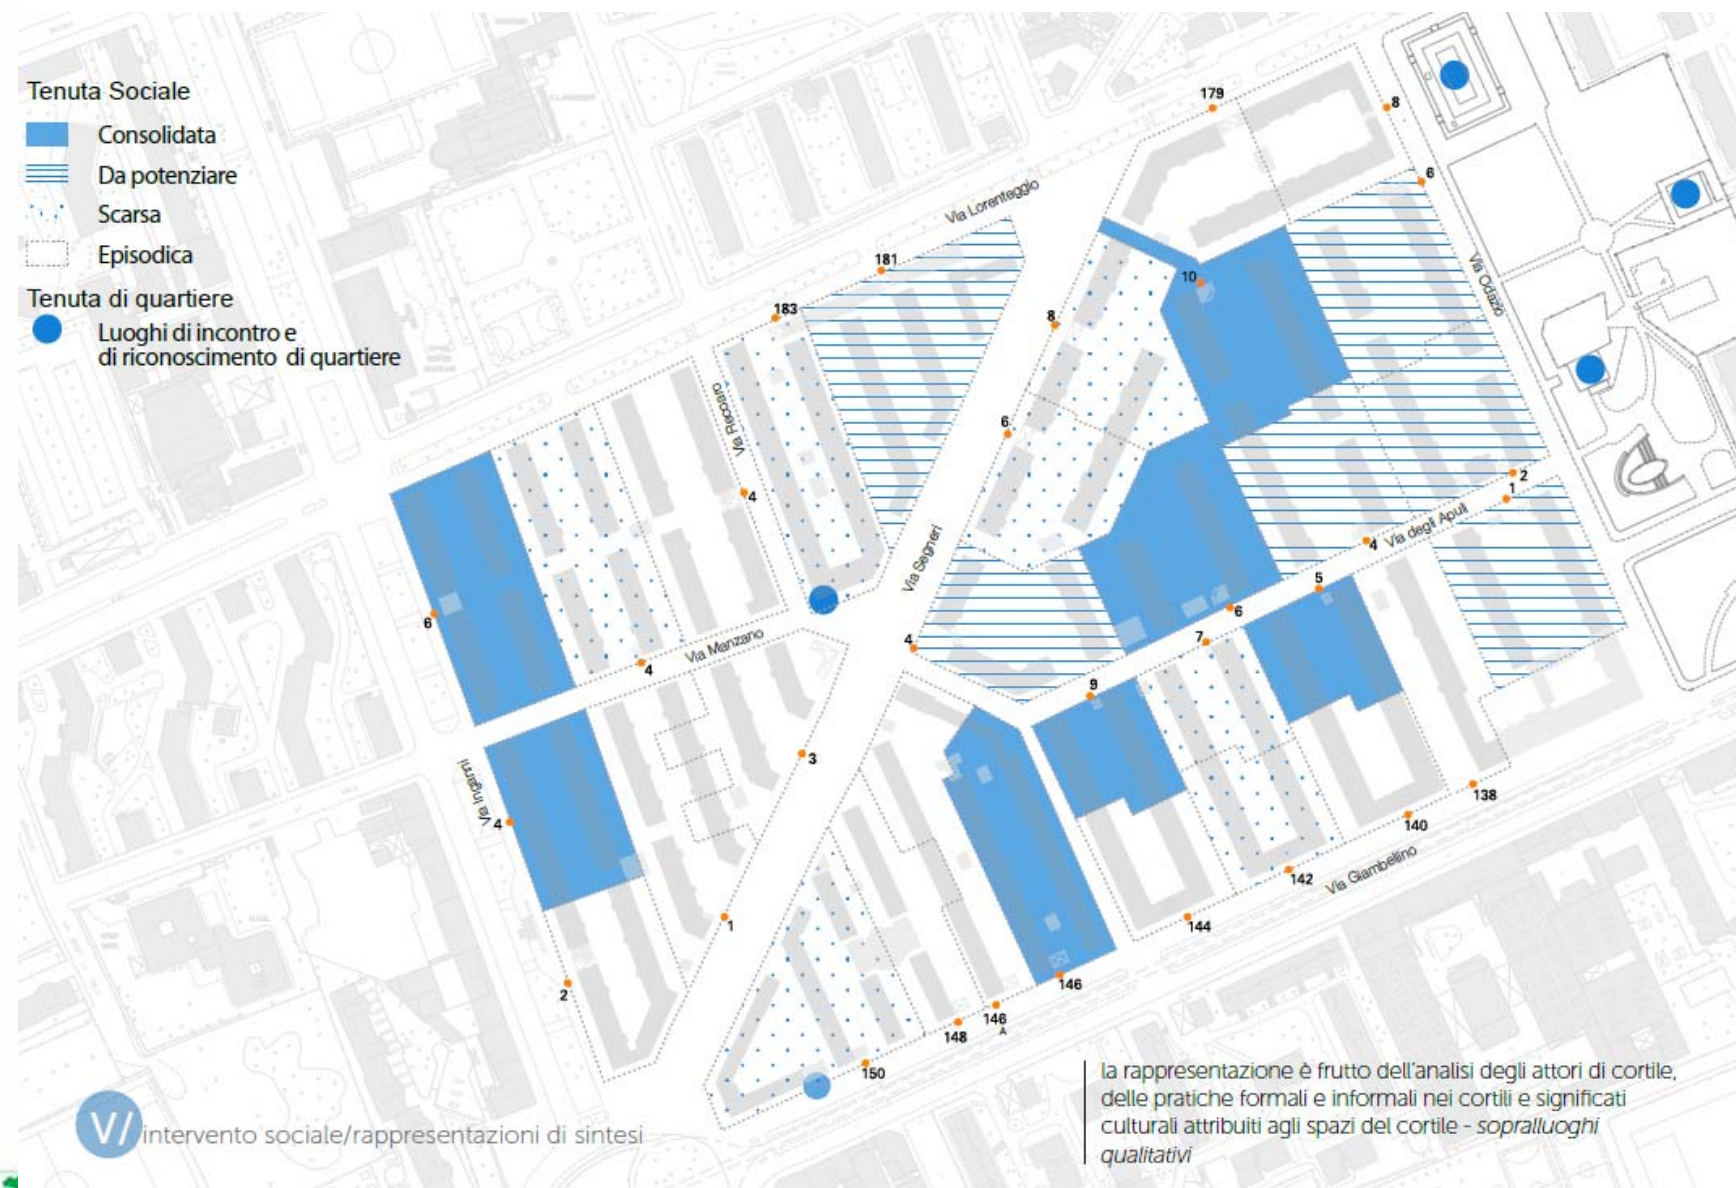 Tenuta Sociale
Consolidata
Da potenziare
Scarsa
Episodica
Tenuta di quartiere
Luoghi di incontro e
di riconoscimento di quartiere
179
8
6
Via Lorenteggio
Via Odazio
10
181
183
8
6
Via Recoaro
4
2
1
Via degli Apuli
4
5
6
7
9
Via Segneri
4
6
4
Via Manzano
3
Via Inganni
4
1
2
138
140
142
Via Giambellino
144
146
146
A
148
150
V/ intervento sociale/rappresentazioni di sintesi
la rappresentazione è frutto dell'analisi degli attori di cortile,
delle pratiche formali e informali nei cortili e significati
culturali attribuiti agli spazi del cortile - sopralluoghi
qualitativi